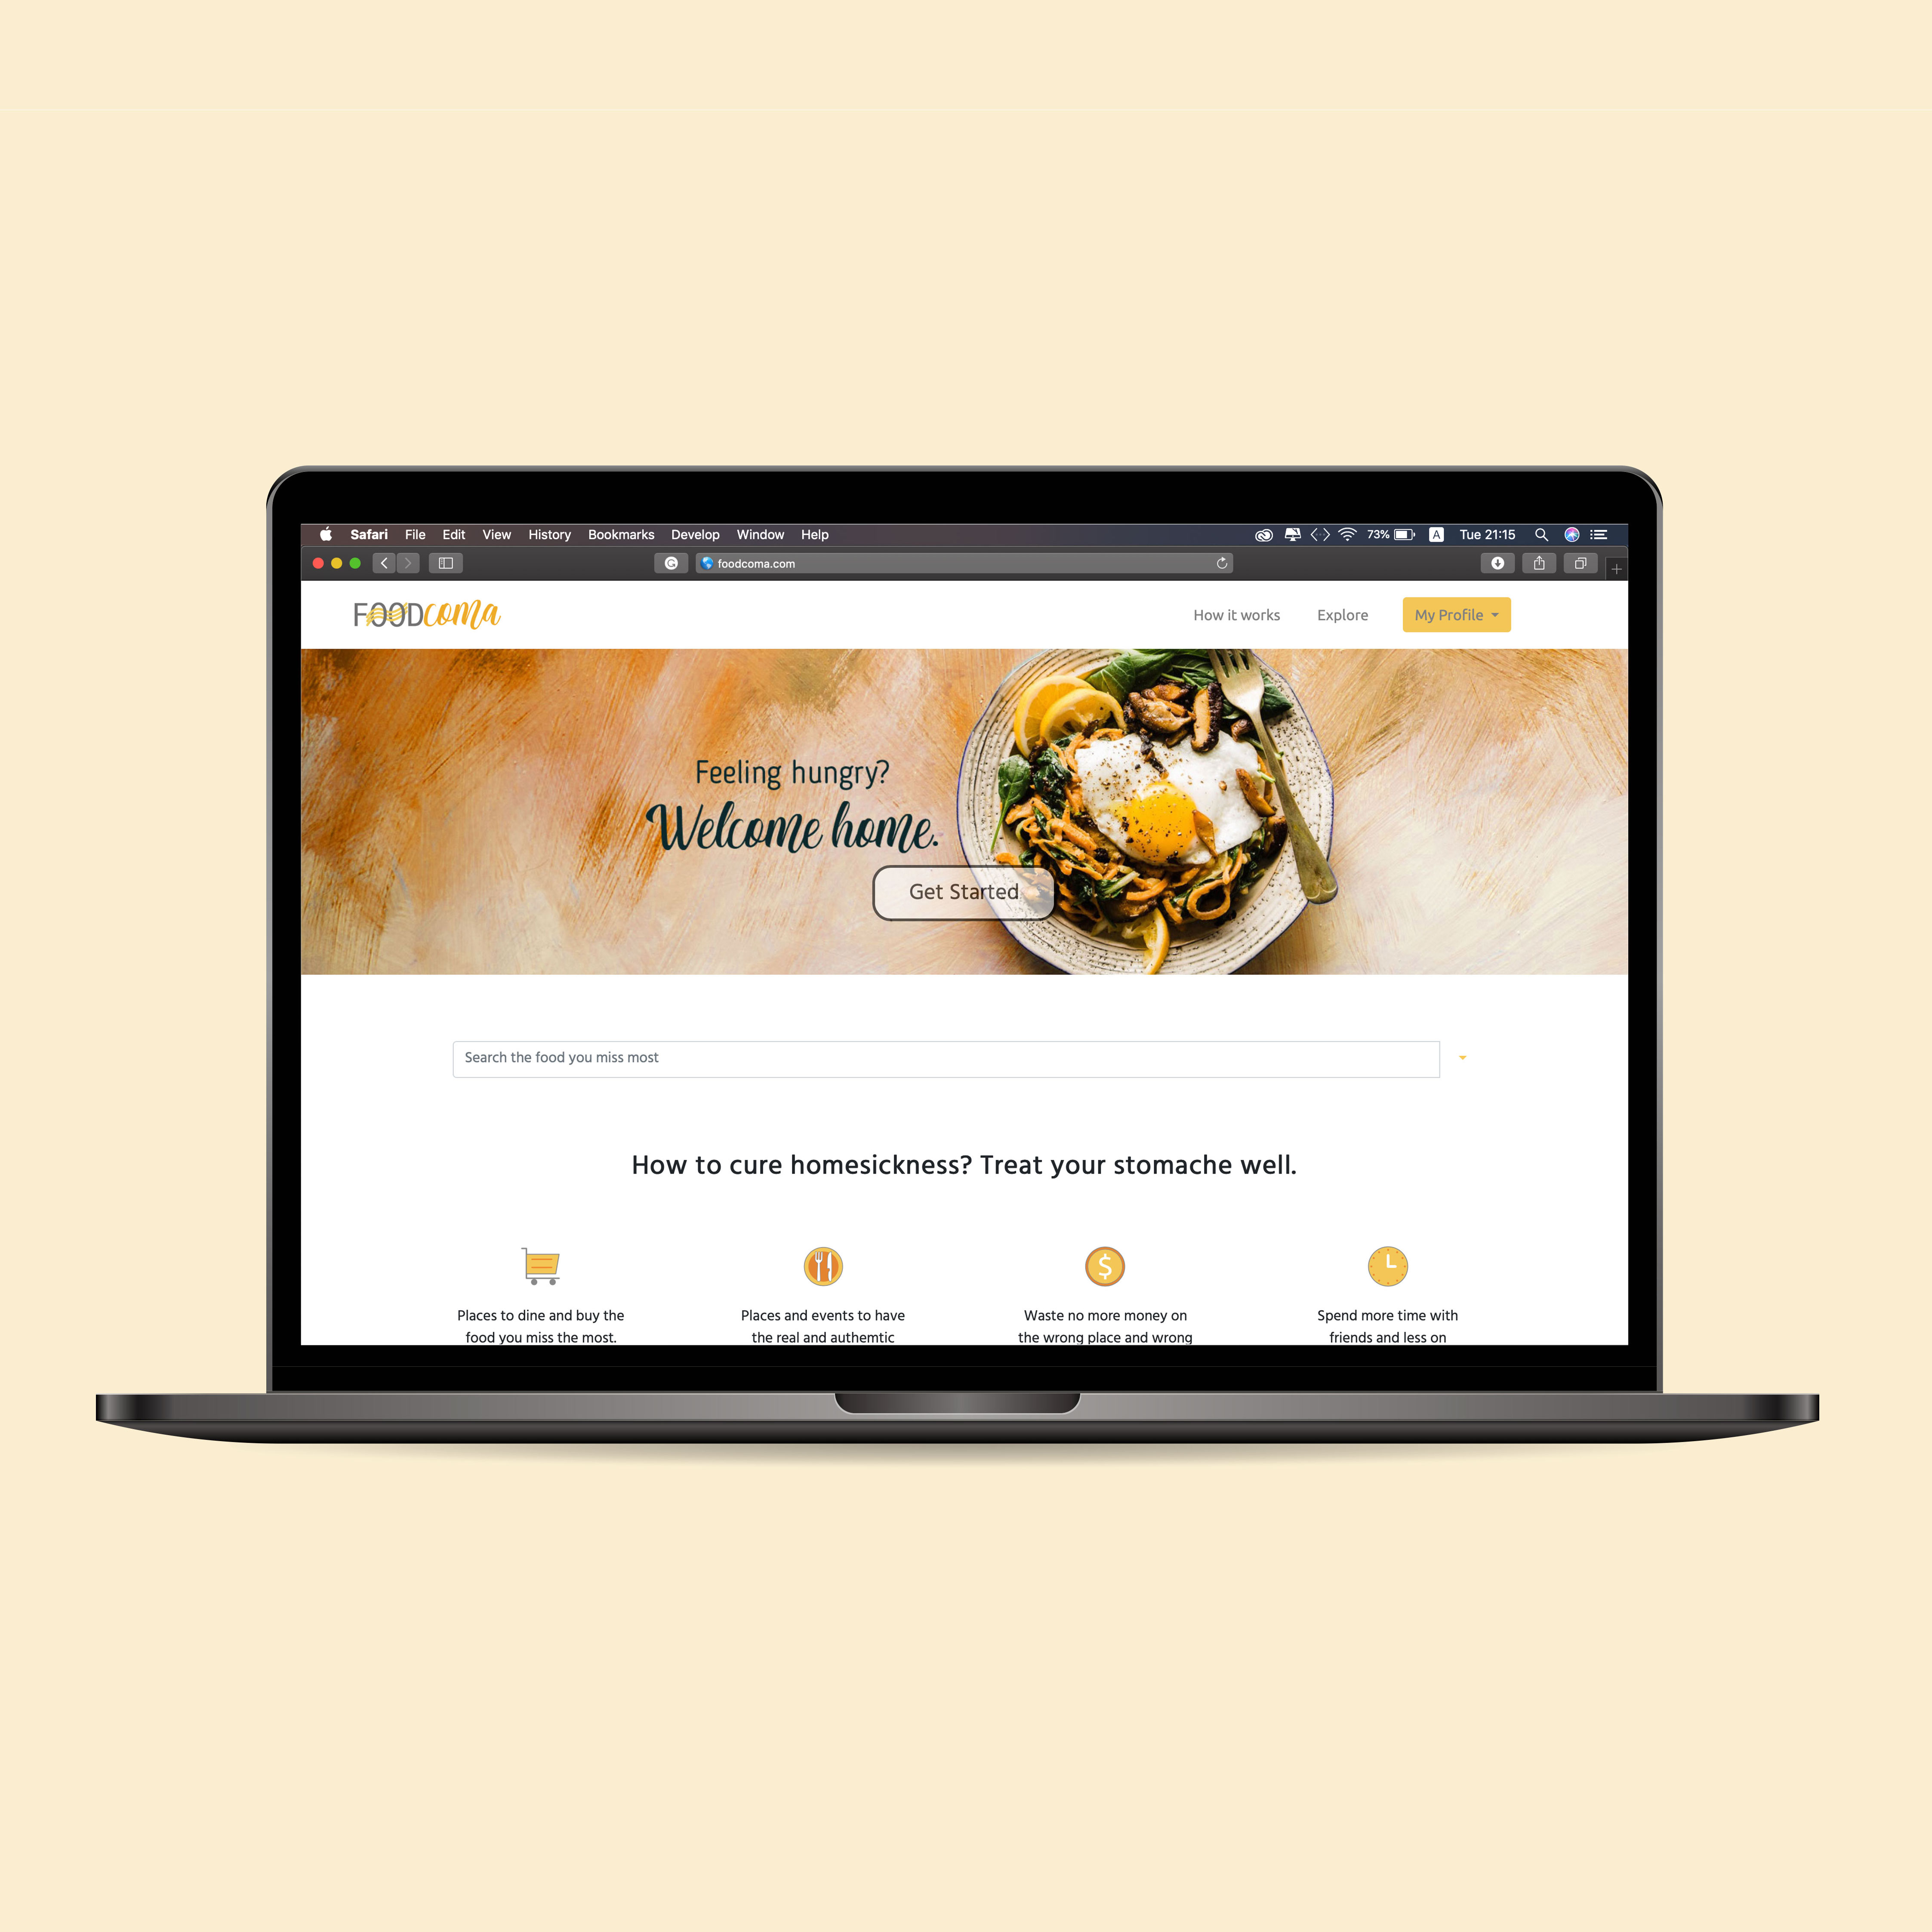 Safari File Edit View History Bookmarks Develop Window Help 73% A Tue 21:15
G foodcoma.com
FOODcoma How it works Explore My Profile
Feeling hungry?
Welcome home.
Get Started
Search the food you miss most
How to cure homesickness? Treat your stomache well.
$
Places to dine and buy the
food you miss the most.
Places and events to have
the real and authemtic
Waste no more money on
the wrong place and wrong
Spend more time with
friends and less on